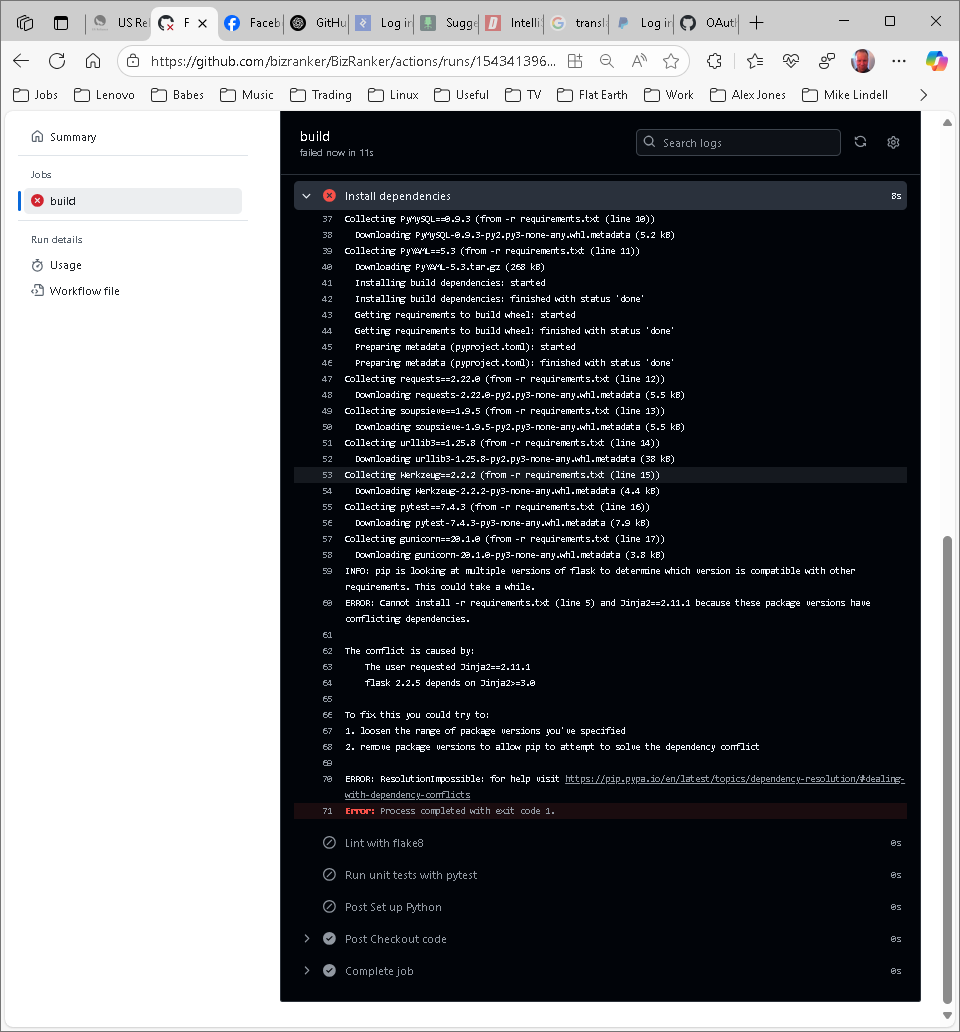 US Re
F
Faceb
GitHu
Log in
Sugge
Intelli
transl
Log in
OAuth
https://github.com/bizranker/BizRanker/actions/runs/154341396...
Jobs
Lenovo
Babes
Music
Trading
Linux
Useful
TV
Flat Earth
Work
Alex Jones
Mike Lindell
Summary
Jobs
build
Run details
Usage
Workflow file
build
failed now in 11s
Search logs
Install dependencies 8s
37 Collecting PyMySQL==0.9.3 (from -r requirements.txt (line 10))
38 Downloading PyMySQL-0.9.3-py2.py3-none-any.whl.metadata (5.2 kB)
39 Collecting PyYAML==5.3 (from -r requirements.txt (line 11))
40 Downloading PyYAML-5.3.tar.gz (268 kB)
41 Installing build dependencies: started
42 Installing build dependencies: finished with status 'done'
43 Getting requirements to build wheel: started
44 Getting requirements to build wheel: finished with status 'done'
45 Preparing metadata (pyproject.toml): started
46 Preparing metadata (pyproject.toml): finished with status 'done'
47 Collecting requests==2.22.0 (from -r requirements.txt (line 12))
48 Downloading requests-2.22.0-py2.py3-none-any.whl.metadata (5.5 kB)
49 Collecting soupsieve==1.9.5 (from -r requirements.txt (line 13))
50 Downloading soupsieve-1.9.5-py2.py3-none-any.whl.metadata (5.5 kB)
51 Collecting urllib3==1.25.8 (from -r requirements.txt (line 14))
52 Downloading urllib3-1.25.8-py2.py3-none-any.whl.metadata (38 kB)
53 Collecting Werkzeug==2.2.2 (from -r requirements.txt (line 15))
54 Downloading Werkzeug-2.2.2-py3-none-any.whl.metadata (4.4 kB)
55 Collecting pytest==7.4.3 (from -r requirements.txt (line 16))
56 Downloading pytest-7.4.3-py3-none-any.whl.metadata (7.9 kB)
57 Collecting gunicorn==20.1.0 (from -r requirements.txt (line 17))
58 Downloading gunicorn-20.1.0-py3-none-any.whl.metadata (3.8 kB)
59 INFO: pip is looking at multiple versions of flask to determine which version is compatible with other
requirements. This could take a while.
60 ERROR: Cannot install -r requirements.txt (line 5) and Jinja2==2.11.1 because these package versions have
conflicting dependencies.
61
62 The conflict is caused by:
63 The user requested Jinja2==2.11.1
64 flask 2.2.5 depends on Jinja2>=3.0
65
66 To fix this you could try to:
67 1. loosen the range of package versions you've specified
68 2. remove package versions to allow pip to attempt to solve the dependency conflict
69
70 ERROR: ResolutionImpossible: for help visit https://pip.pypa.io/en/latest/topics/dependency-resolution/#dealing-
with-dependency-conflicts
71 Error: Process completed with exit code 1.
Lint with flake8 0s
Run unit tests with pytest 0s
Post Set up Python 0s
Post Checkout code 0s
Complete job 0s